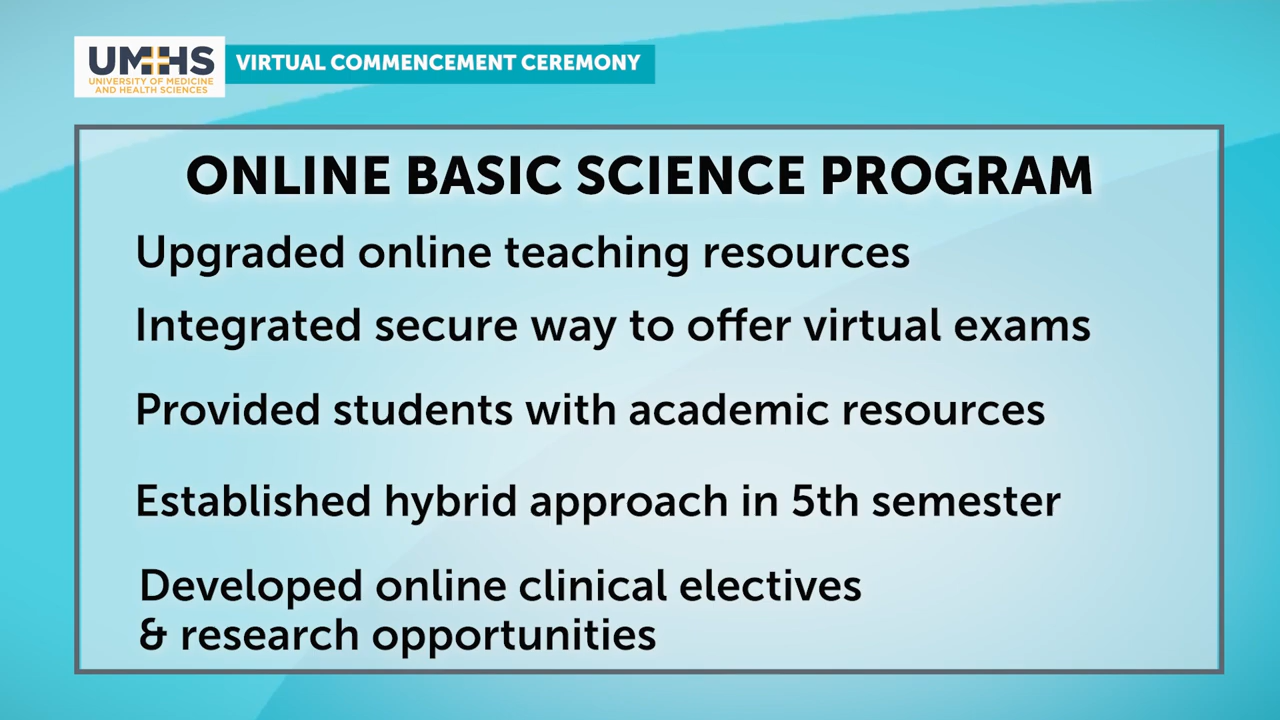 UMHS
UNIVERSITY OF MEDICINE
AND HEALTH SCIENCES
VIRTUAL COMMENCEMENT CEREMONY
ONLINE BASIC SCIENCE PROGRAM
Upgraded online teaching resources
Integrated secure way to offer virtual exams
Provided students with academic resources
Established hybrid approach in 5th semester
Developed online clinical electives
& research opportunities